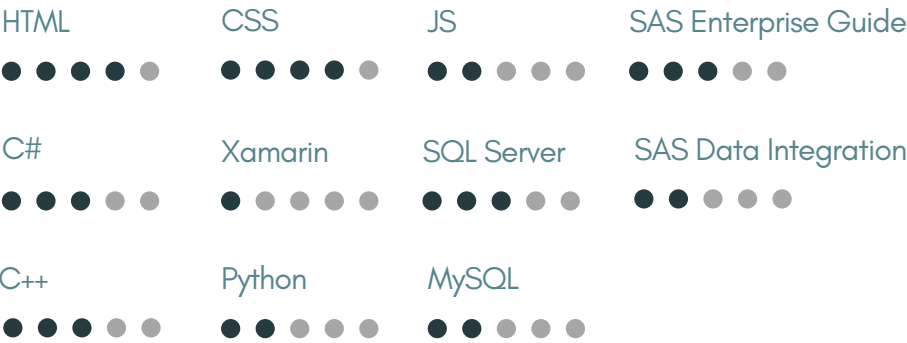 HTML
CSS
JS
SAS Enterprise Guide
C#
Xamarin
SQL Server
SAS Data Integration
C++
Python
MySQL